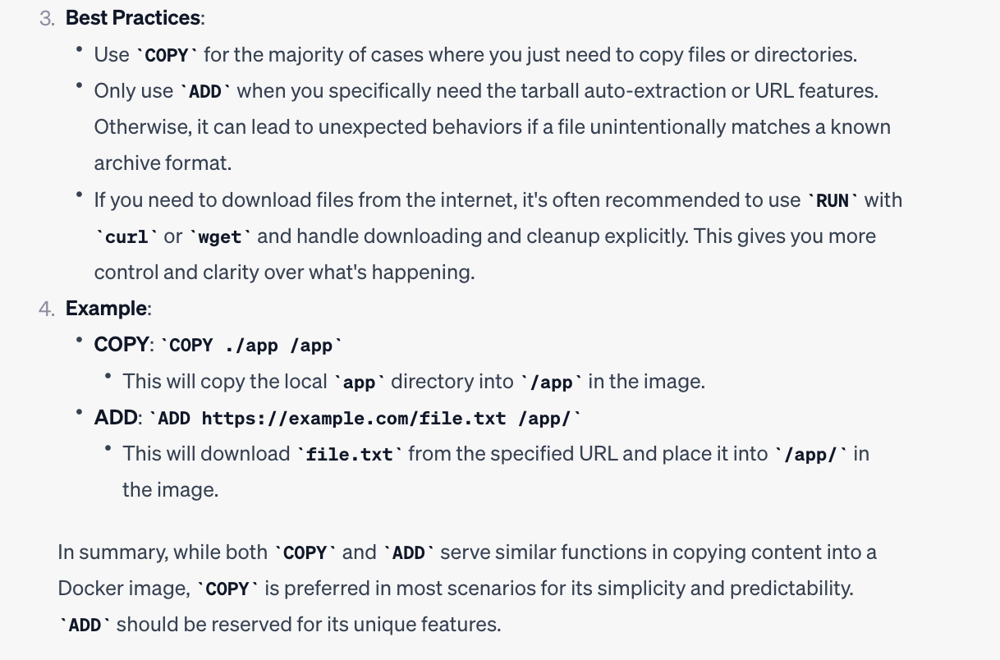 3. Best Practices:
• Use `COPY` for the majority of cases where you just need to copy files or directories.
• Only use `ADD` when you specifically need the tarball auto-extraction or URL features.
Otherwise, it can lead to unexpected behaviors if a file unintentionally matches a known
archive format.
• If you need to download files from the internet, it's often recommended to use `RUN` with
`curl` or `wget` and handle downloading and cleanup explicitly. This gives you more
control and clarity over what's happening.
4. Example:
• COPY: `COPY ./app /app`
• This will copy the local `app` directory into `/app` in the image.
• ADD: `ADD https://example.com/file.txt /app/`
• This will download `file.txt` from the specified URL and place it into `/app/` in
the image.
In summary, while both `COPY` and `ADD` serve similar functions in copying content into a
Docker image, `COPY` is preferred in most scenarios for its simplicity and predictability.
`ADD` should be reserved for its unique features.